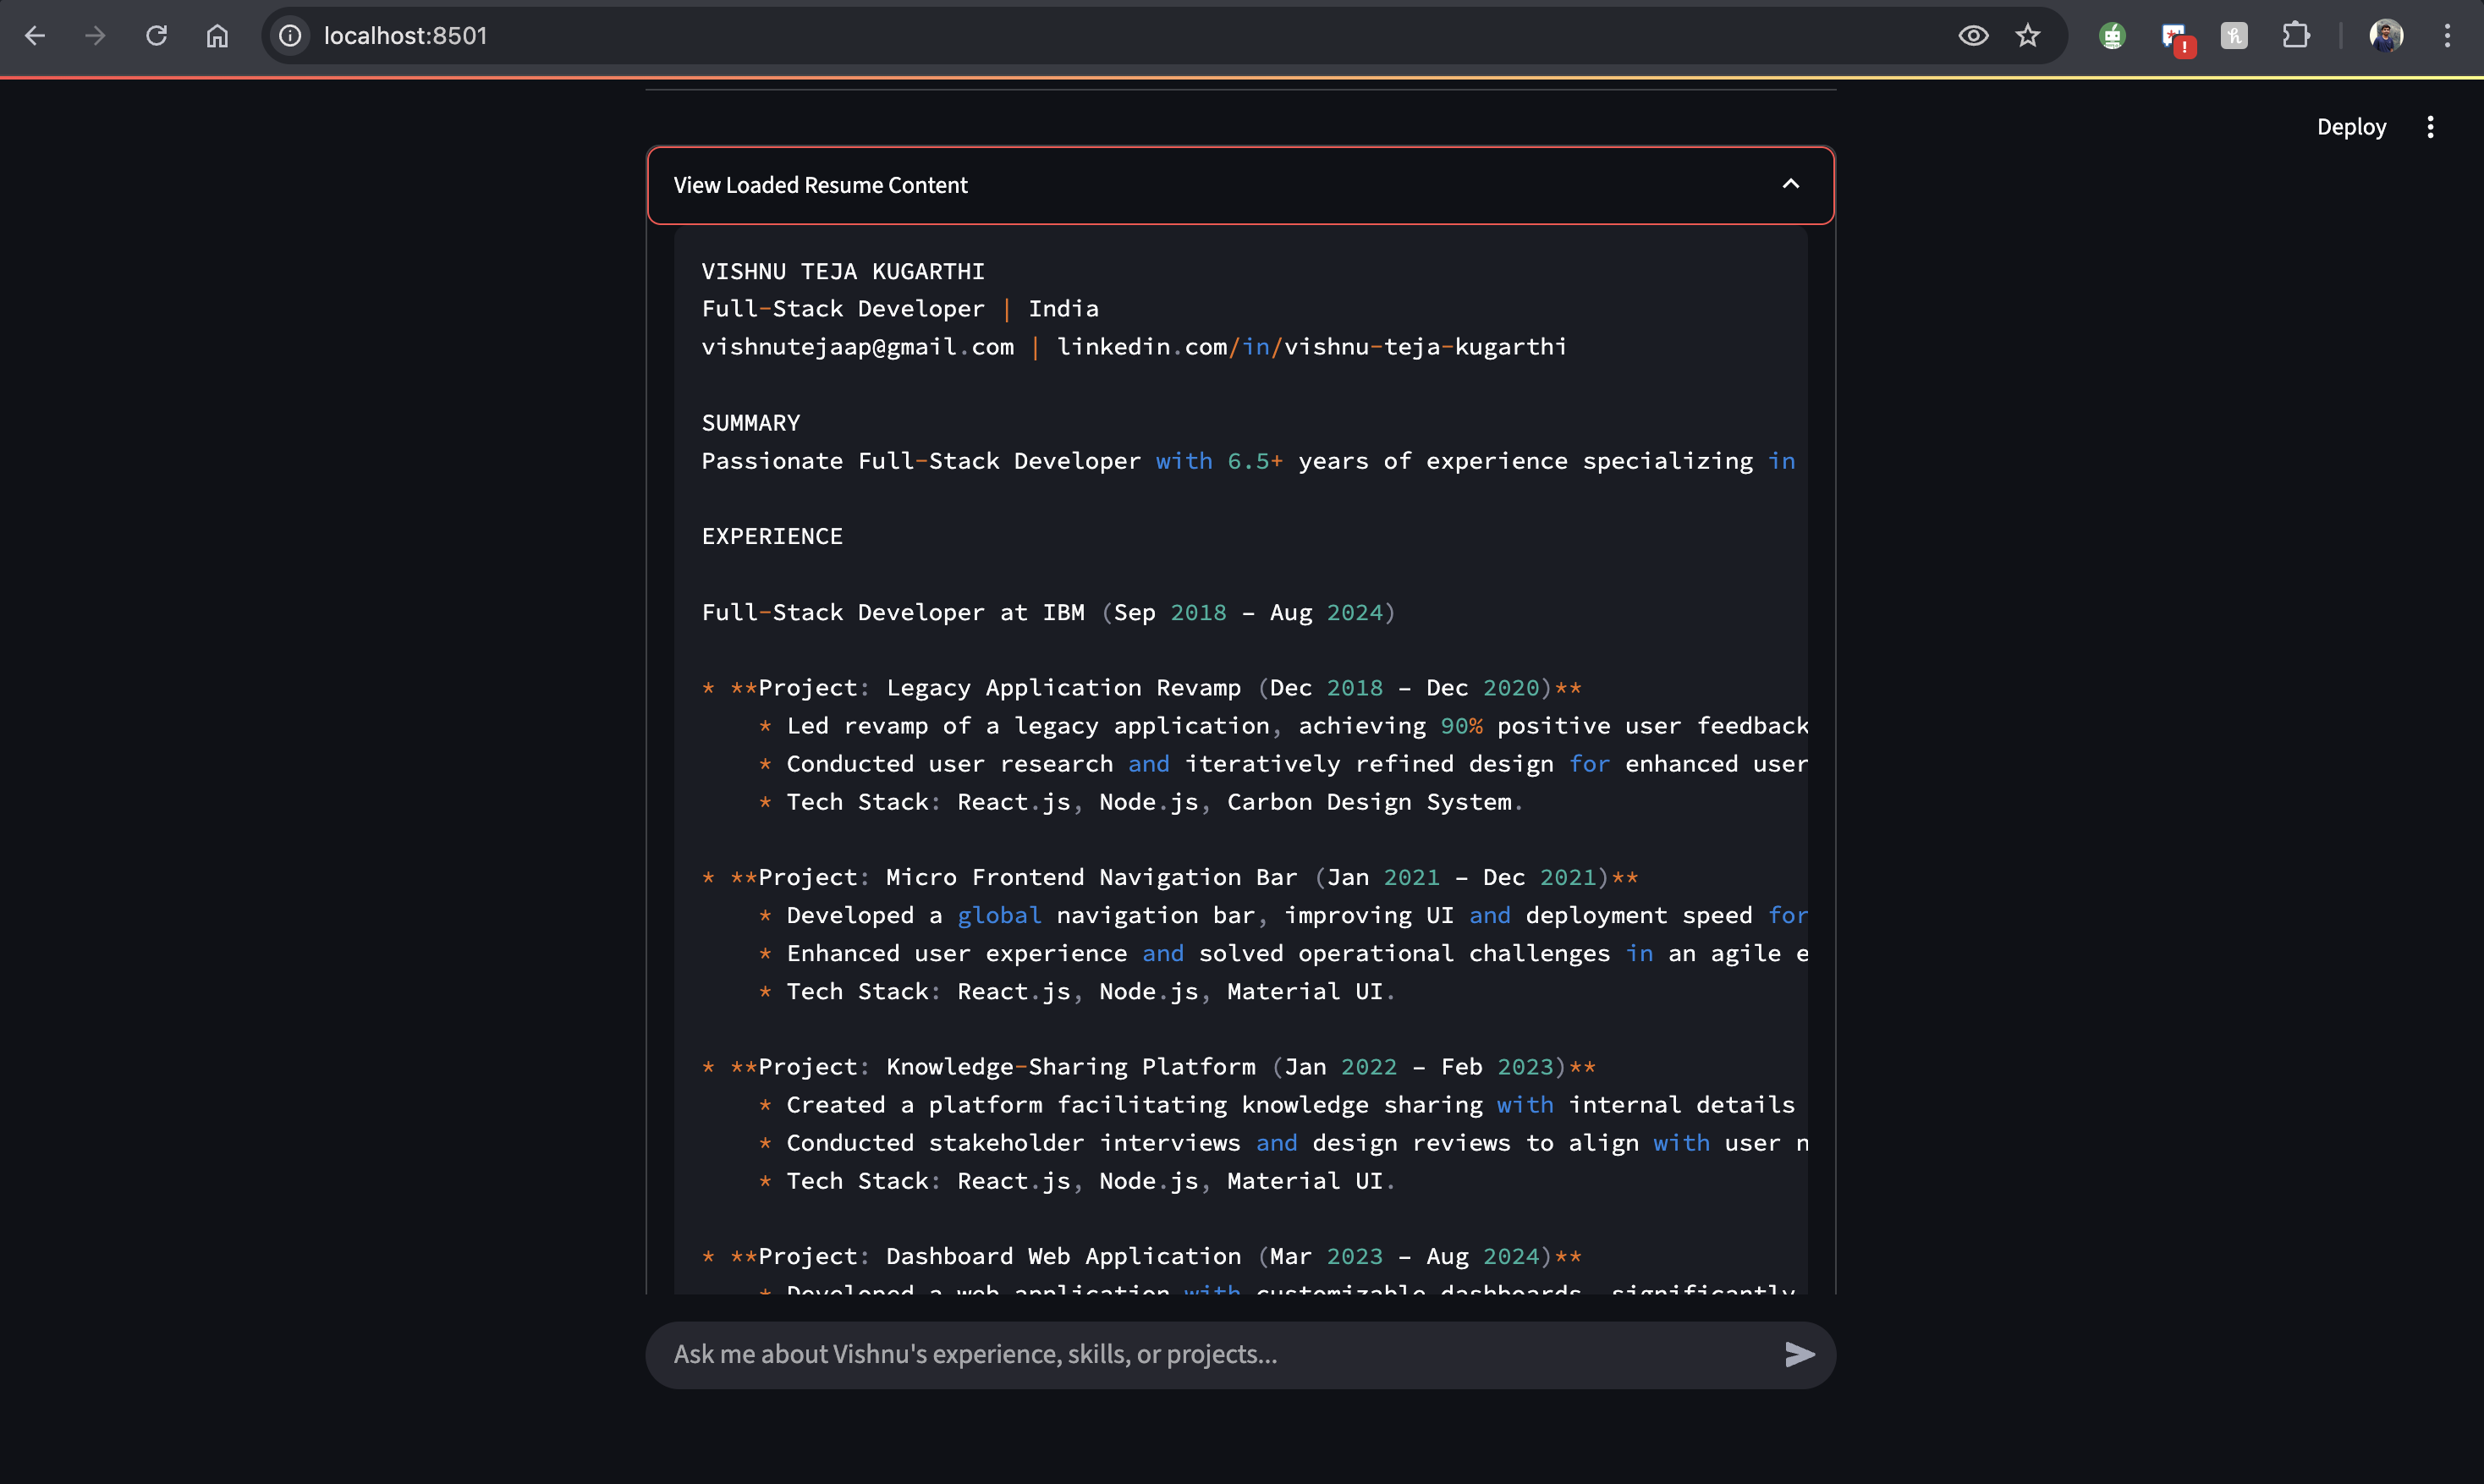 localhost:8501
Deploy
View Loaded Resume Content
VISHNU TEJA KUGARTHI
Full-Stack Developer | India
vishnutejaap@gmail.com | linkedin.com/in/vishnu-teja-kugarthi
SUMMARY
Passionate Full-Stack Developer with 6.5+ years of experience specializing in
EXPERIENCE
Full-Stack Developer at IBM (Sep 2018 – Aug 2024)
* **Project: Legacy Application Revamp (Dec 2018 – Dec 2020)**
* Led revamp of a legacy application, achieving 90% positive user feedback
* Conducted user research and iteratively refined design for enhanced user
* Tech Stack: React.js, Node.js, Carbon Design System.
* **Project: Micro Frontend Navigation Bar (Jan 2021 – Dec 2021)**
* Developed a global navigation bar, improving UI and deployment speed for
* Enhanced user experience and solved operational challenges in an agile e
* Tech Stack: React.js, Node.js, Material UI.
* **Project: Knowledge-Sharing Platform (Jan 2022 – Feb 2023)**
* Created a platform facilitating knowledge sharing with internal details
* Conducted stakeholder interviews and design reviews to align with user n
* Tech Stack: React.js, Node.js, Material UI.
* **Project: Dashboard Web Application (Mar 2023 – Aug 2024)**
* Developed a web application with customizable dashboards, significantly
Ask me about Vishnu's experience, skills, or projects...